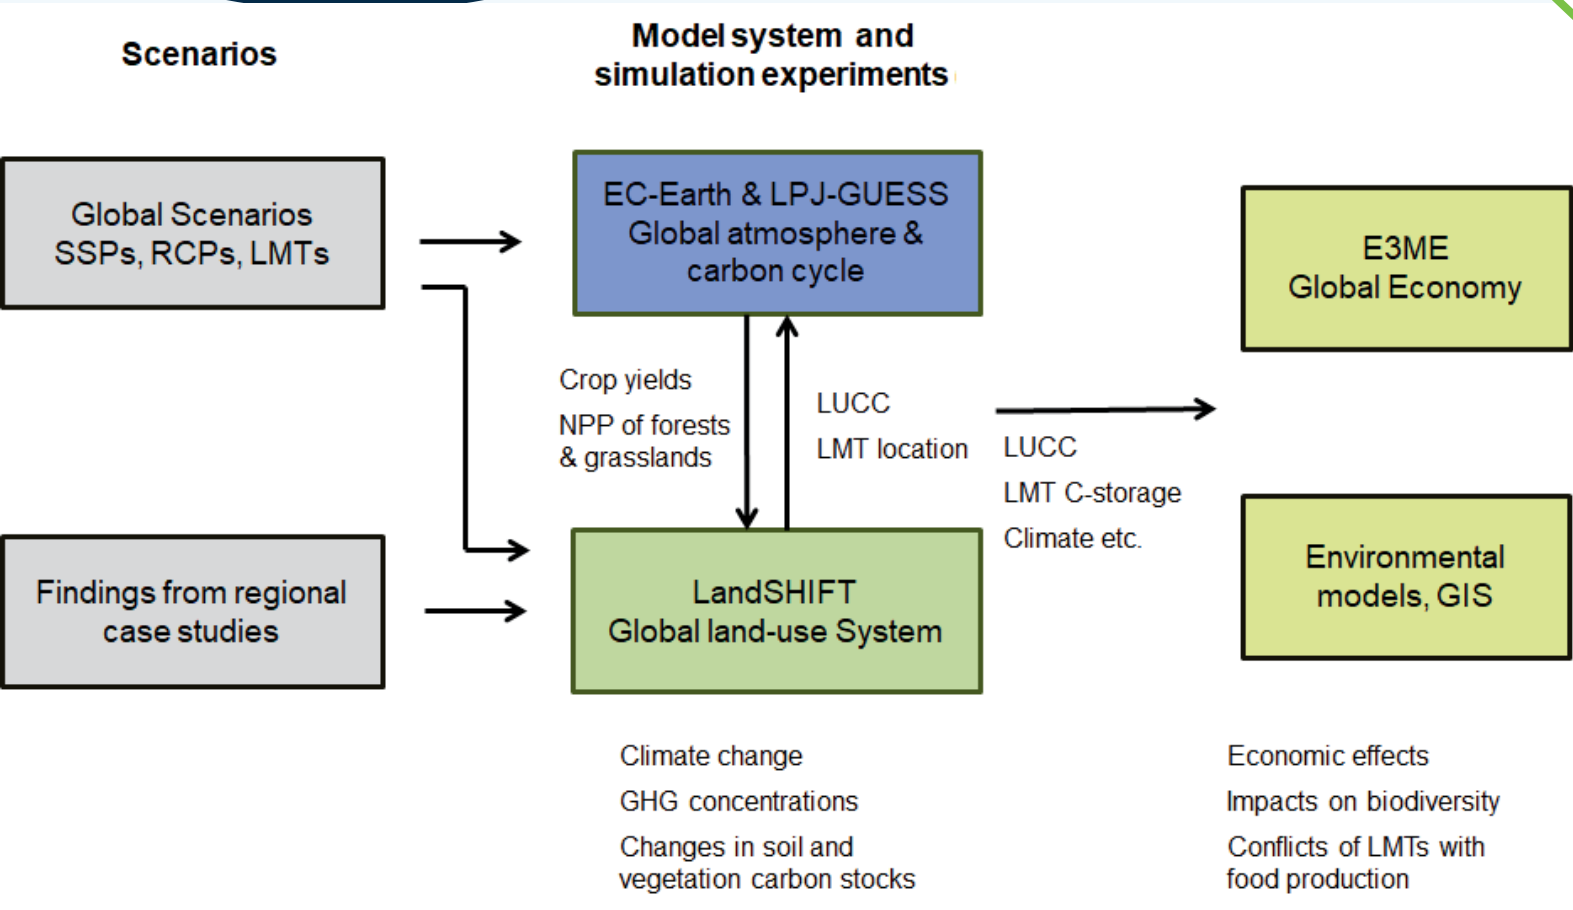 Scenarios
Model system and
simulation experiments
Global Scenarios
SSPs, RCPs, LMTs
EC-Earth & LPJ-GUESS
Global atmosphere &
carbon cycle
E3ME
Global Economy
Crop yields
NPP of forests
& grasslands
LUCC
LMT location
LUCC
LMT C-storage
Climate etc.
Findings from regional
case studies
LandSHIFT
Global land-use System
Environmental
models, GIS
Climate change
GHG concentrations
Changes in soil and
vegetation carbon stocks
Economic effects
Impacts on biodiversity
Conflicts of LMTs with
food production